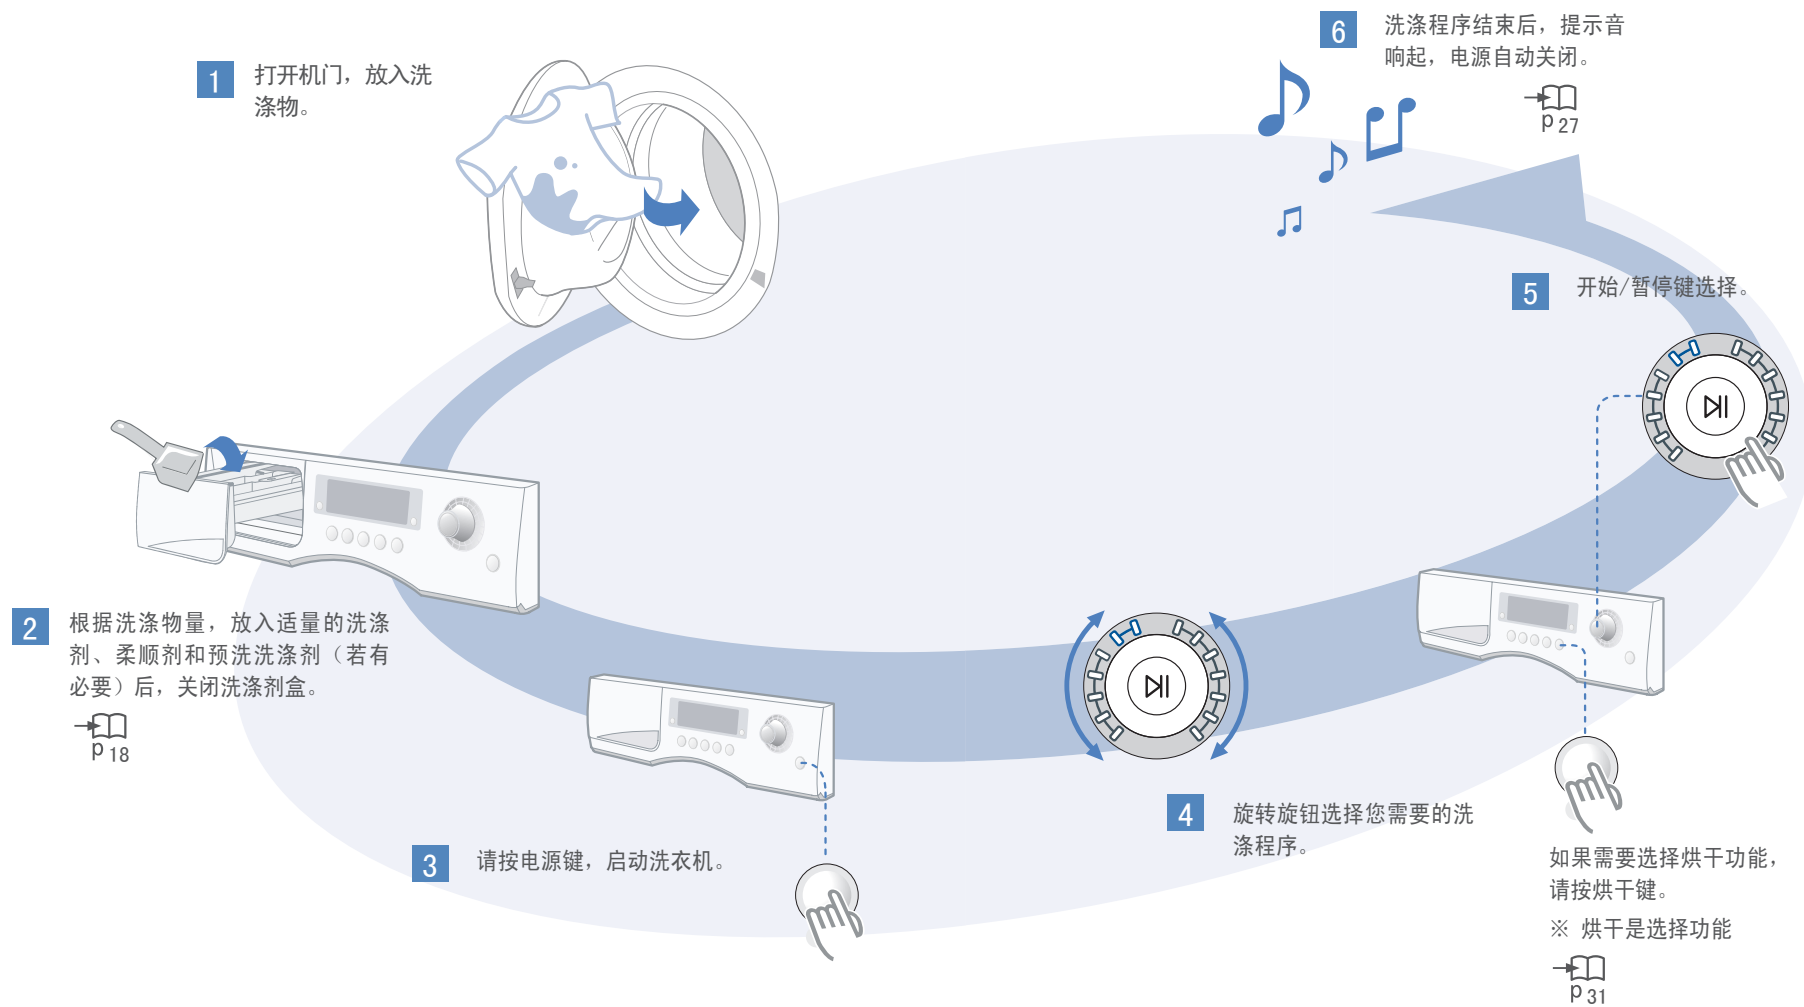 1
打开机门，放入洗
涤物。
2
根据洗涤物量，放入适量的洗涤
剂、柔顺剂和预洗洗涤剂（若有
必要）后，关闭洗涤剂盒。
p 18
3
请按电源键，启动洗衣机。
4
旋转旋钮选择您需要的洗
涤程序。
如果需要选择烘干功能，
请按烘干键。
※ 烘干是选择功能
p 31
5
开始/暂停键选择。
6
洗涤程序结束后，提示音
响起，电源自动关闭。
p 27